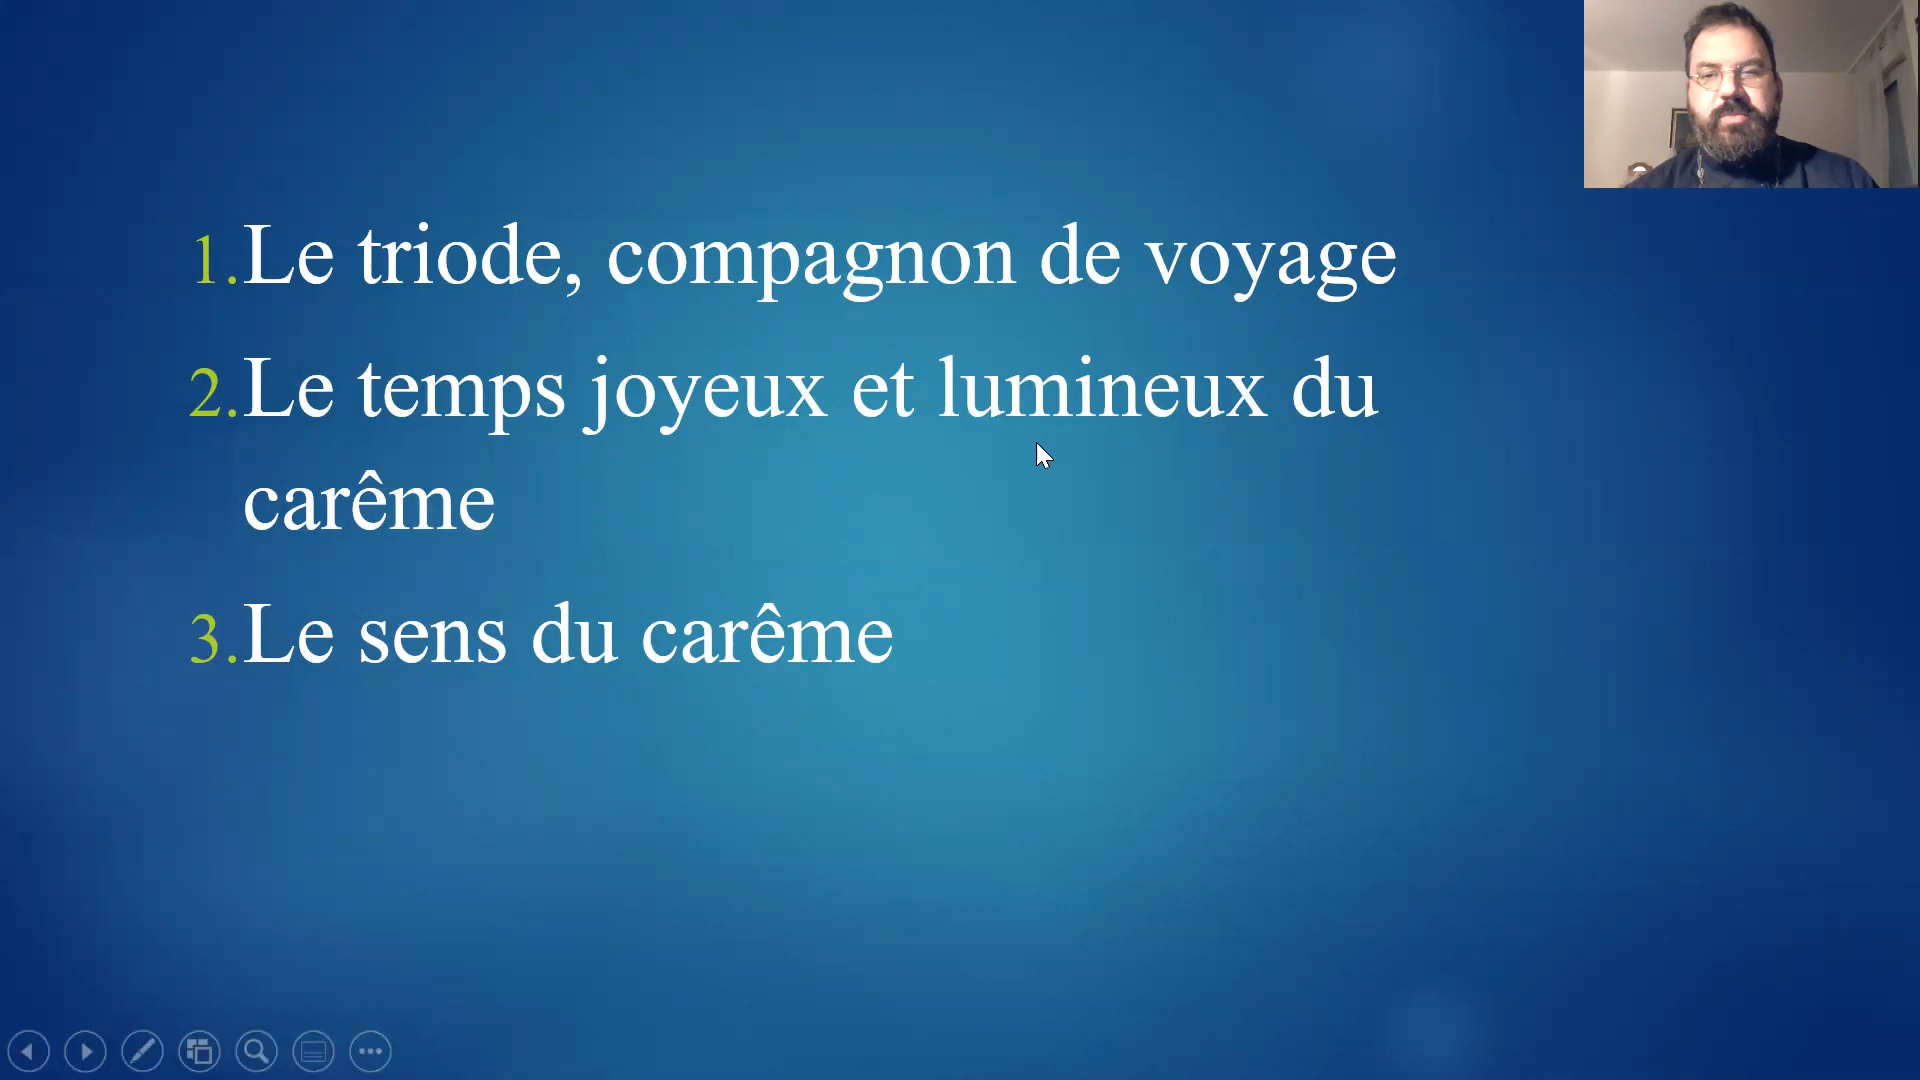 1. Le triode, compagnon de voyage
2. Le temps joyeux et lumineux du
carême
3. Le sens du carême